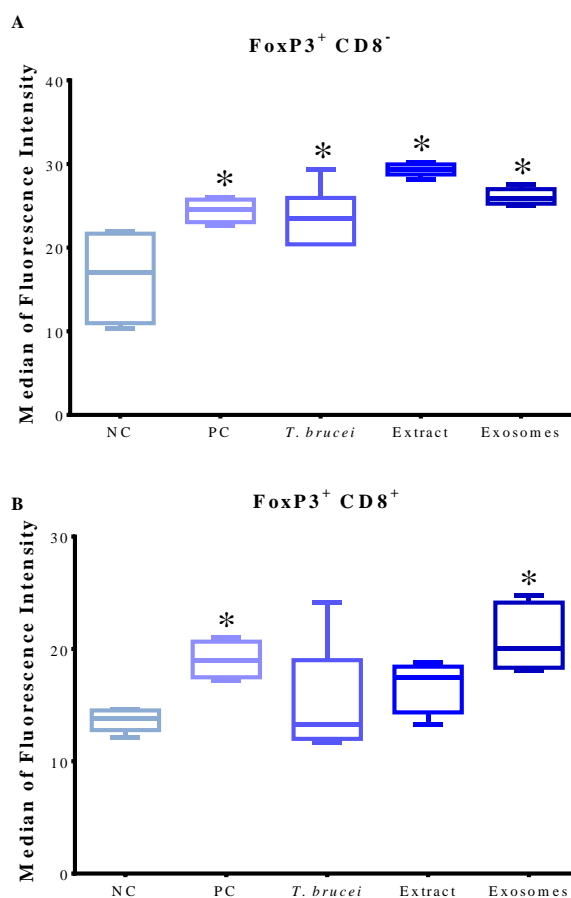 A
FoxP3⁺ CD8⁻
Median of Fluorescence Intensity
40
30
20
10
0
*
*
*
*
NC PC T. brucei Extract Exosomes
B
FoxP3⁺ CD8⁺
Median of Fluorescence Intensity
30
20
10
0
*
*
NC PC T. brucei Extract Exosomes